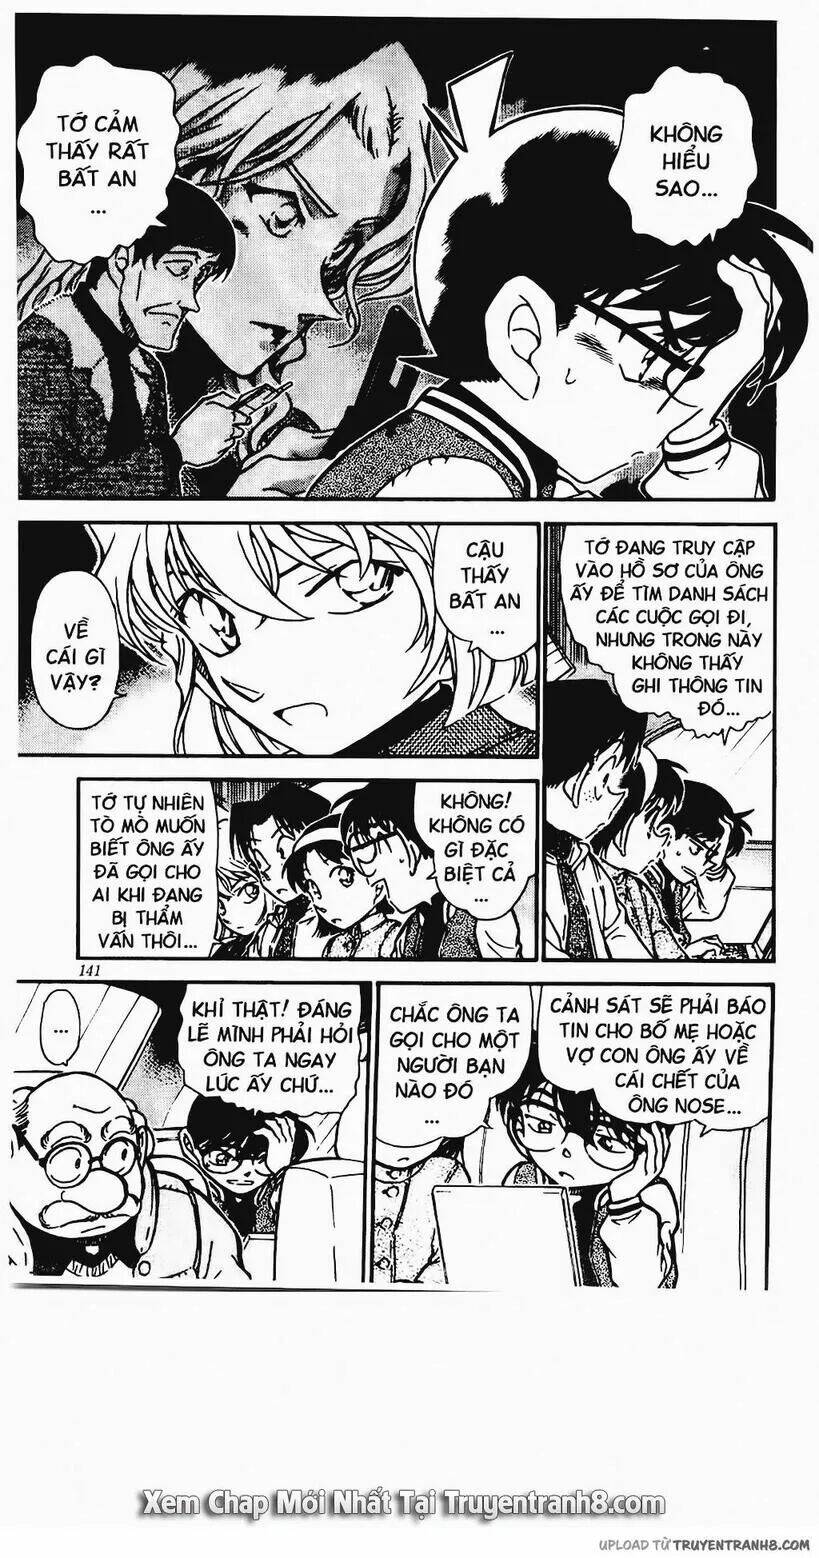 KHÔNG
HIỂU
SAO...
TỚ CẢM
THẤY RẤT
BẤT AN
...
TỚ ĐANG TRUY CẬP
VÀO HỒ SƠ CỦA ÔNG
ẤY ĐỂ TÌM DANH SÁCH
CÁC CUỘC GỌI ĐI,
NHƯNG TRONG NÀY
KHÔNG THẤY
GHI THÔNG TIN
ĐÓ...
CẬU
THẤY
BẤT AN
...
VỀ
CÁI GÌ
VẬY?
KHÔNG!
KHÔNG CÓ
GÌ ĐẶC
BIỆT CẢ
...
TỚ TỰ NHIÊN
TÒ MÒ MUỐN
BIẾT ÔNG ẤY
ĐÃ GỌI CHO
AI KHI ĐANG
BỊ THẨM
VẤN THÔI...
141
CẢNH SÁT SẼ PHẢI BÁO
TIN CHO BỐ MẸ HOẶC
VỢ CON ÔNG ẤY VỀ
CÁI CHẾT CỦA
ÔNG NOSE...
CHẮC ÔNG TA
GỌI CHO MỘT
NGƯỜI BẠN
NÀO ĐÓ
...
KHỈ THẬT! ĐÁNG
LẼ MÌNH PHẢI HỎI
ÔNG TA NGAY
LÚC ẤY CHỨ...
...
Xem Chap Mới Nhất Tại Truyentranh8.com
UPLOAD TỪ TRUYENTRANH8.COM